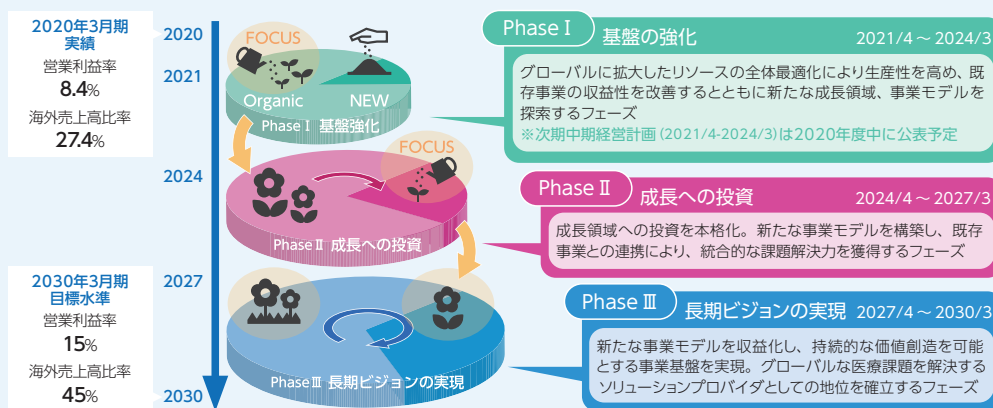 2020年3月期
実績
営業利益率
8.4%
海外売上高比率
27.4%
2030年3月期
目標水準
営業利益率
15%
海外売上高比率
45%
2020
2021
2024
2027
2030
FOCUS
Organic
NEW
PhaseⅠ 基盤強化
FOCUS
PhaseⅡ 成長への投資
PhaseⅢ 長期ビジョンの実現
PhaseⅠ 基盤の強化 2021/4 ~ 2024/3
グローバルに拡大したリソースの全体最適化により生産性を高め、既
存事業の収益性を改善するとともに新たな成長領域、事業モデルを
探索するフェーズ
※次期中期経営計画(2021/4-2024/3)は2020年度中に公表予定
PhaseⅡ 成長への投資 2024/4 ~ 2027/3
成長領域への投資を本格化。新たな事業モデルを構築し、既存
事業との連携により、統合的な課題解決力を獲得するフェーズ
PhaseⅢ 長期ビジョンの実現 2027/4 ~ 2030/3
新たな事業モデルを収益化し、持続的な価値創造を可能
とする事業基盤を実現。グローバルな医療課題を解決する
ソリューションプロバイダとしての地位を確立するフェーズ